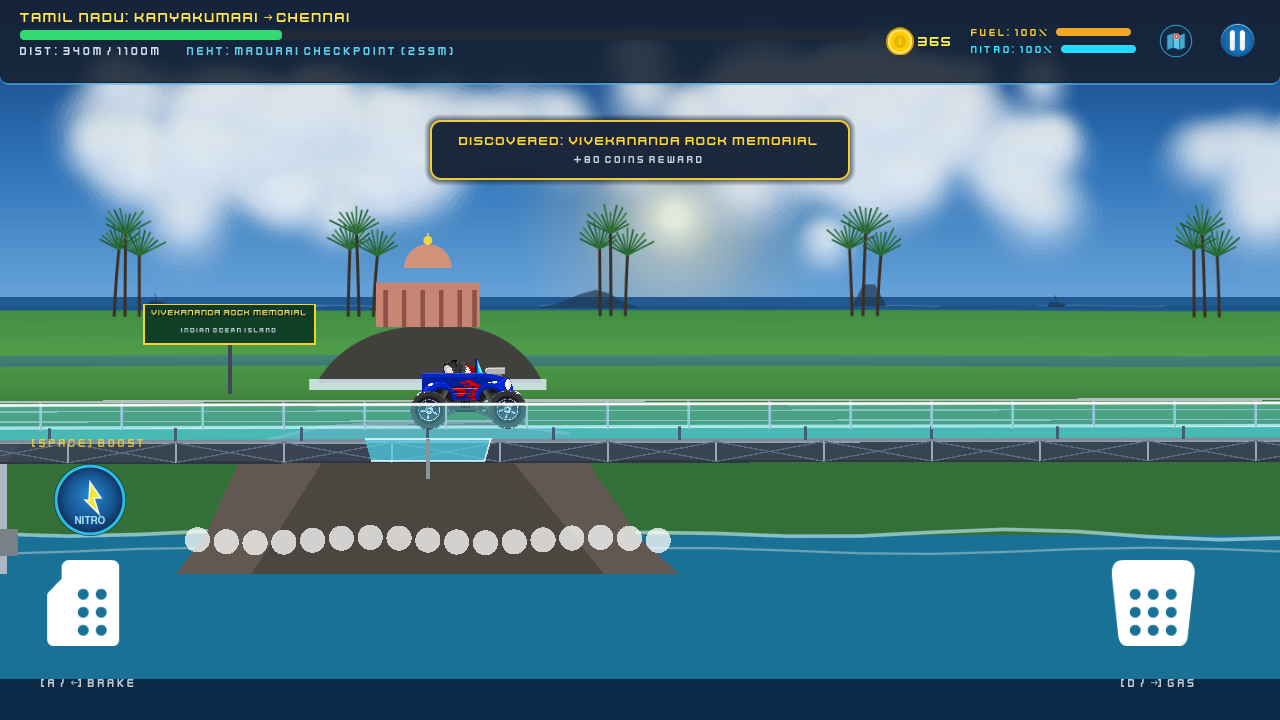 TAMIL NADU: KANYAKUMARI → CHENNAI
DIST: 340M / 1100M NEXT: MADURAI CHECKPOINT (259M)
365
FUEL: 100%
NITRO: 100%
DISCOVERED: VIVEKANANDA ROCK MEMORIAL
+80 COINS REWARD
VIVEKANANDA ROCK MEMORIAL
INDIAN OCEAN ISLAND
[SPACE] BOOST
NITRO
[A / ←] BRAKE
[D / →] GAS